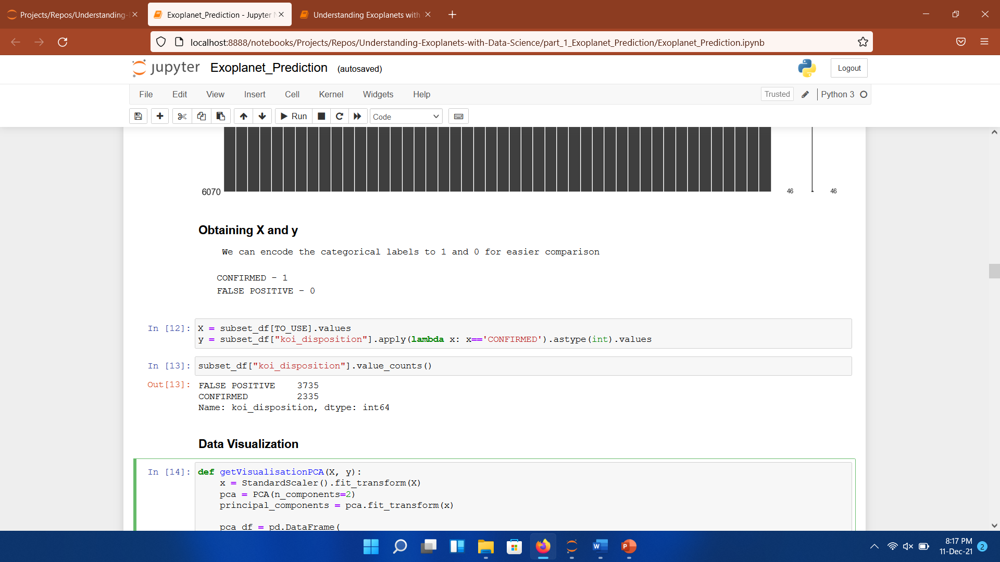 Projects/Repos/Understanding-
Exoplanet_Prediction - Jupyter
Understanding Exoplanets with
localhost:8888/notebooks/Projects/Repos/Understanding-Exoplanets-with-Data-Science/part_1_Exoplanet_Prediction/Exoplanet_Prediction.ipynb
jupyter Exoplanet_Prediction (autosaved)
Logout
File Edit View Insert Cell Kernel Widgets Help
Trusted Python 3
Run Code
6070 46 46
Obtaining X and y
We can encode the categorical labels to 1 and 0 for easier comparison
CONFIRMED - 1
FALSE POSITIVE - 0
In [12]: X = subset_df[TO_USE].values
y = subset_df["koi_disposition"].apply(lambda x: x=='CONFIRMED').astype(int).values
In [13]: subset_df["koi_disposition"].value_counts()
Out[13]: FALSE POSITIVE    3735
CONFIRMED         2335
Name: koi_disposition, dtype: int64
Data Visualization
In [14]: def getVisualisationPCA(X, y):
    x = StandardScaler().fit_transform(X)
    pca = PCA(n_components=2)
    principal_components = pca.fit_transform(x)
    pca_df = pd.DataFrame(
8:17 PM
11-Dec-21
2